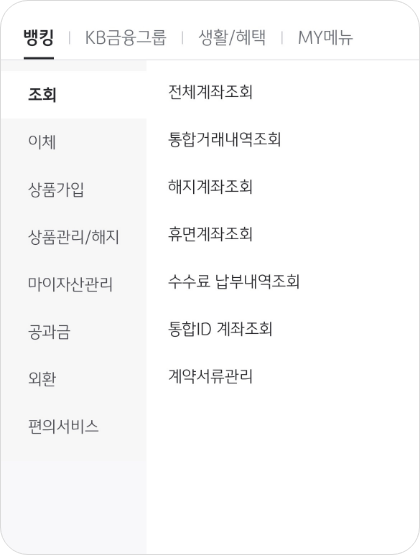 뱅킹 | KB금융그룹 | 생활/혜택 | MY메뉴
조회
이체
상품가입
상품관리/해지
마이자산관리
공과금
외환
편의서비스
전체계좌조회
통합거래내역조회
해지계좌조회
휴면계좌조회
수수료 납부내역조회
통합ID 계좌조회
계약서류관리